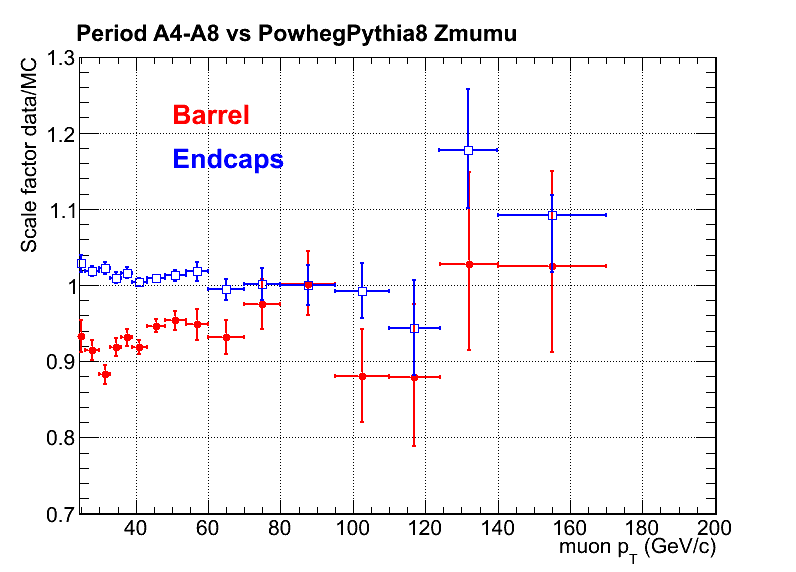 Period A4-A8 vs PowhegPythia8 Zmumu
Scale factor data/MC
1.3
1.2
1.1
1
0.9
0.8
0.7
Barrel
Endcaps
40 60 80 100 120 140 160 180 200
muon p_T (GeV/c)